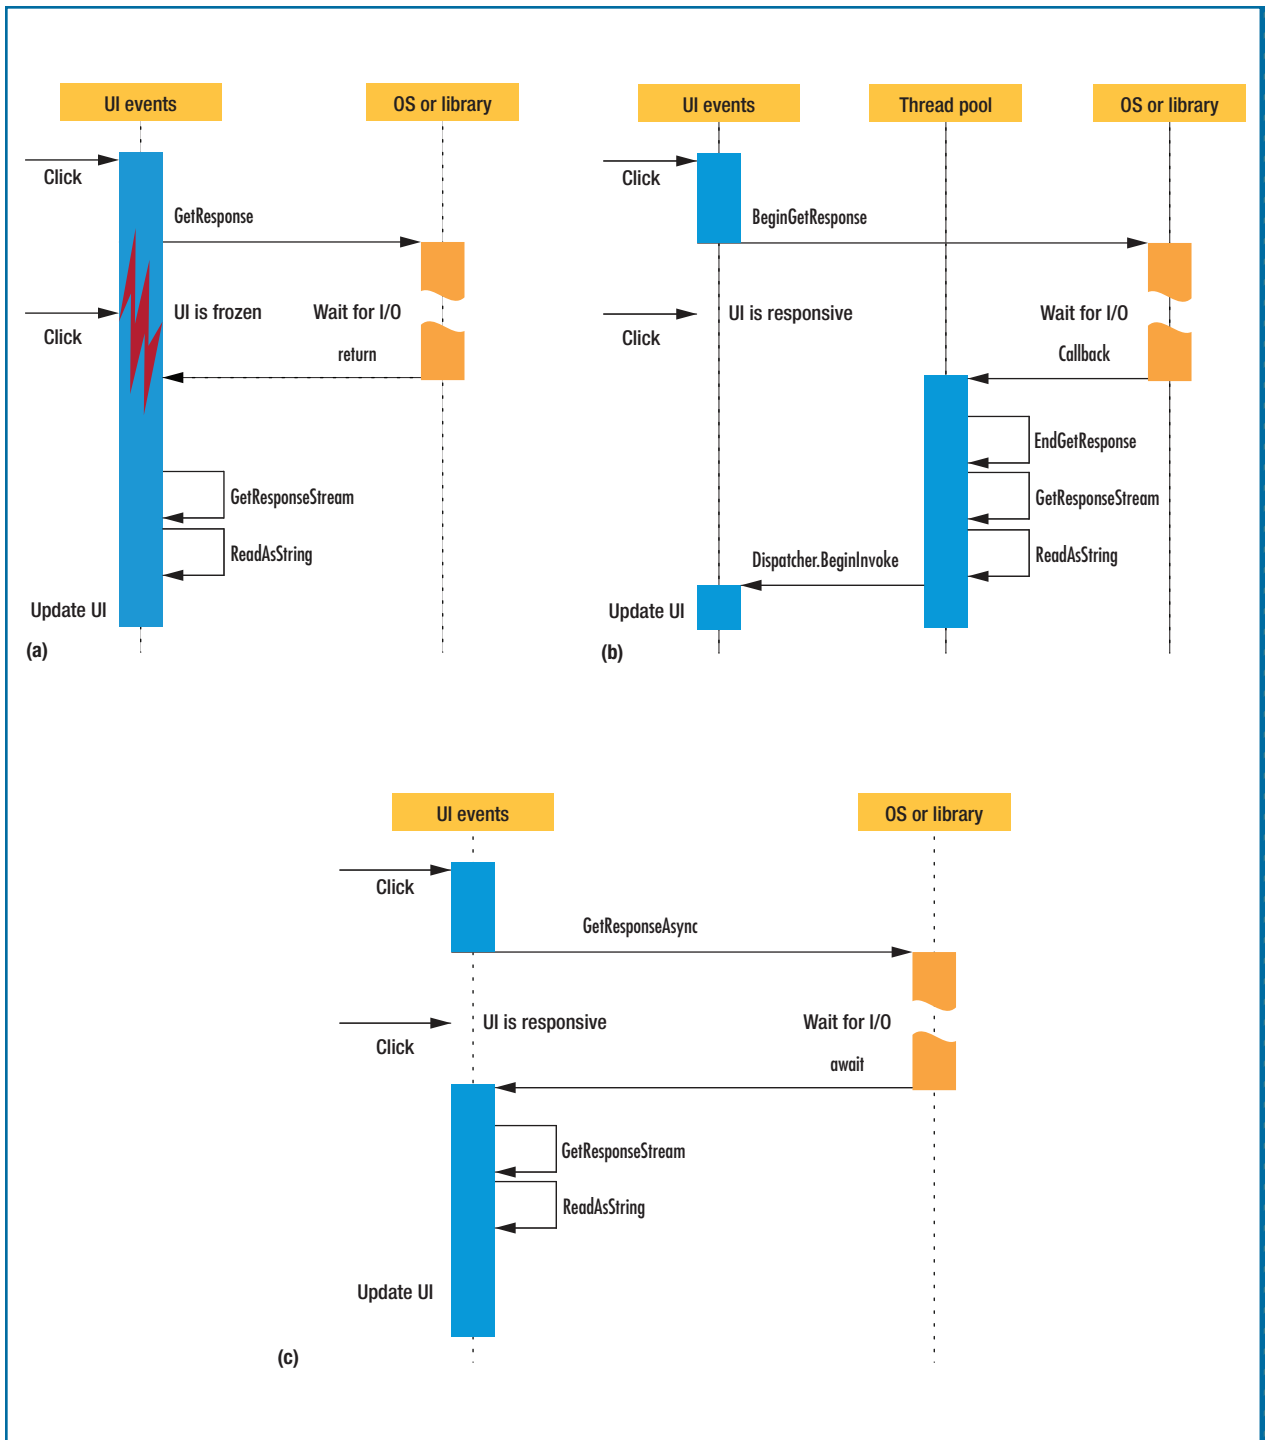 UI events
OS or library
Click
GetResponse
Click
UI is frozen
Wait for I/O
return
GetResponseStream
ReadAsString
Update UI
(a)
UI events
Thread pool
OS or library
Click
BeginGetResponse
Click
UI is responsive
Wait for I/O
Callback
EndGetResponse
GetResponseStream
ReadAsString
Dispatcher.BeginInvoke
Update UI
(b)
UI events
OS or library
Click
GetResponseAsync
Click
UI is responsive
Wait for I/O
await
GetResponseStream
ReadAsString
Update UI
(c)